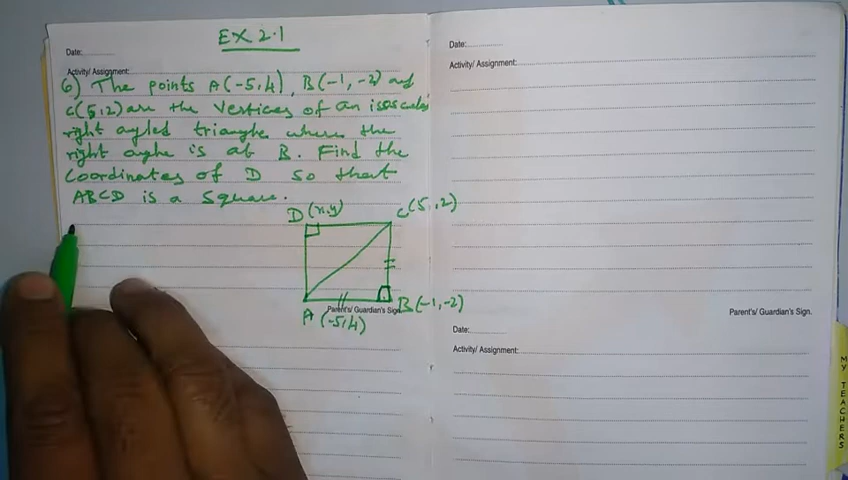 EX 2.1
Date:
Activity/ Assignment:
6) The points A(-5,4), B(-1,-2) and
C(5,2) are the vertices of an isosceles
right angled triangle where the
right angle is at B. Find the
Coordinates of D so that
ABCD is a Square.
D (x,y) C(5,2)
A (-5,4) B(-1,-2)
Parent's/ Guardian's Sign.
Date:
Activity/ Assignment:
Parent's/ Guardian's Sign.
Date:
Activity/ Assignment:
MY TEACHERS